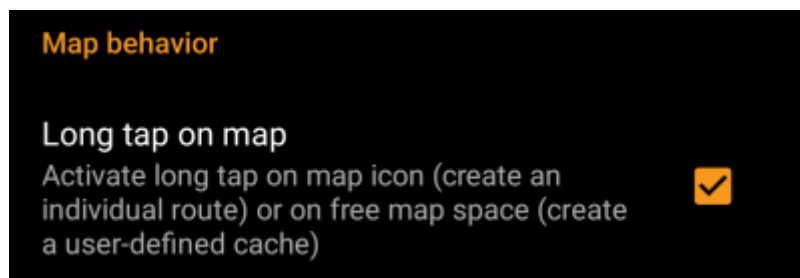 Map behavior
Long tap on map
Activate long tap on map icon (create an
individual route) or on free map space (create
a user-defined cache)